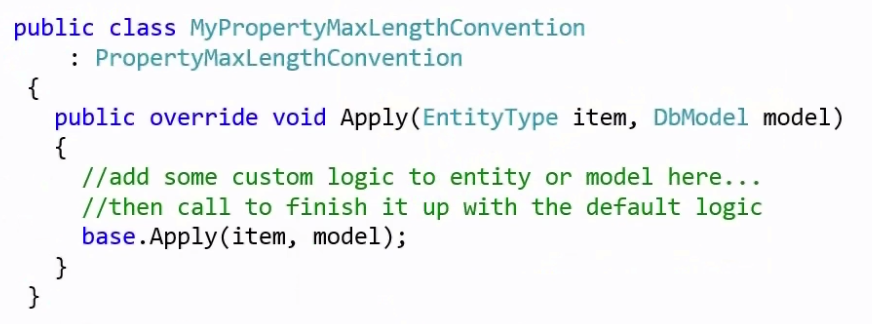 public class MyPropertyMaxLengthConvention
: PropertyMaxLengthConvention
{
public override void Apply(EntityType item, DbModel model)
{
//add some custom logic to entity or model here...
//then call to finish it up with the default logic
base.Apply(item, model);
}
}